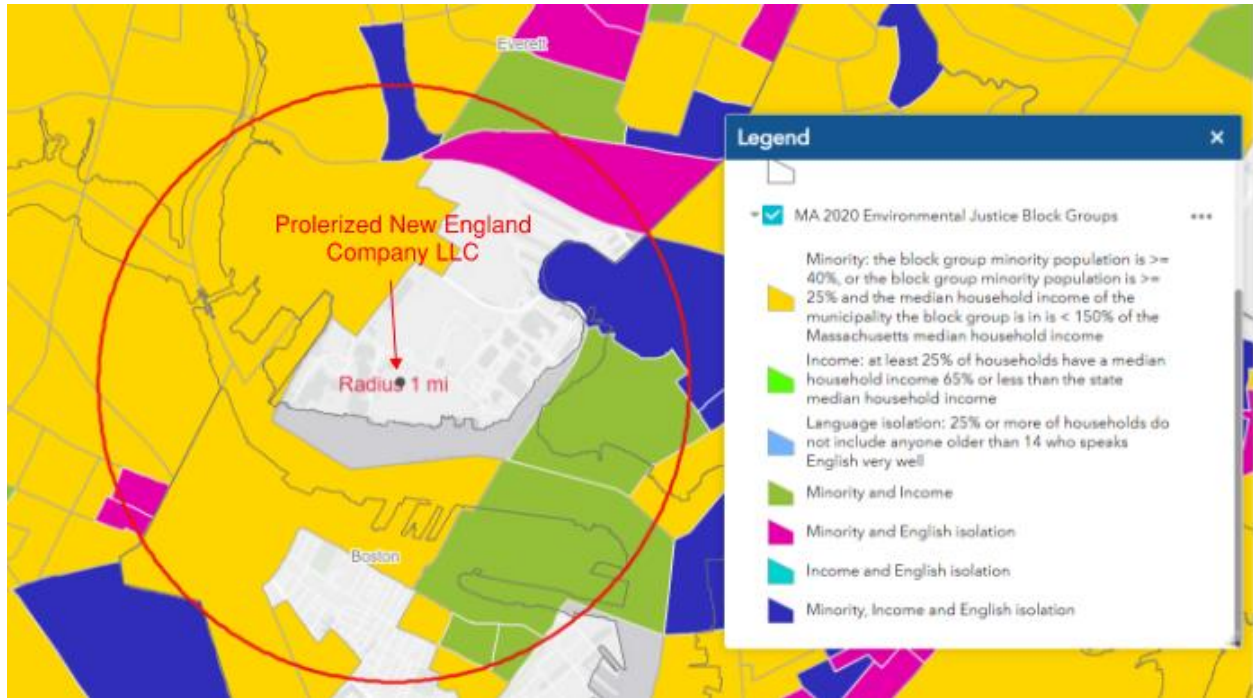 Everett
Prolerized New England
Company LLC
Radius 1 mi
Boston
Legend
MA 2020 Environmental Justice Block Groups
Minority: the block group minority population is >=
40%, or the block group minority population is >=
25% and the median household income of the
municipality the block group is in is < 150% of the
Massachusetts median household income
Income: at least 25% of households have a median
household income 65% or less than the state
median household income
Language isolation: 25% or more of households do
not include anyone older than 14 who speaks
English very well
Minority and Income
Minority and English isolation
Income and English isolation
Minority, Income and English isolation